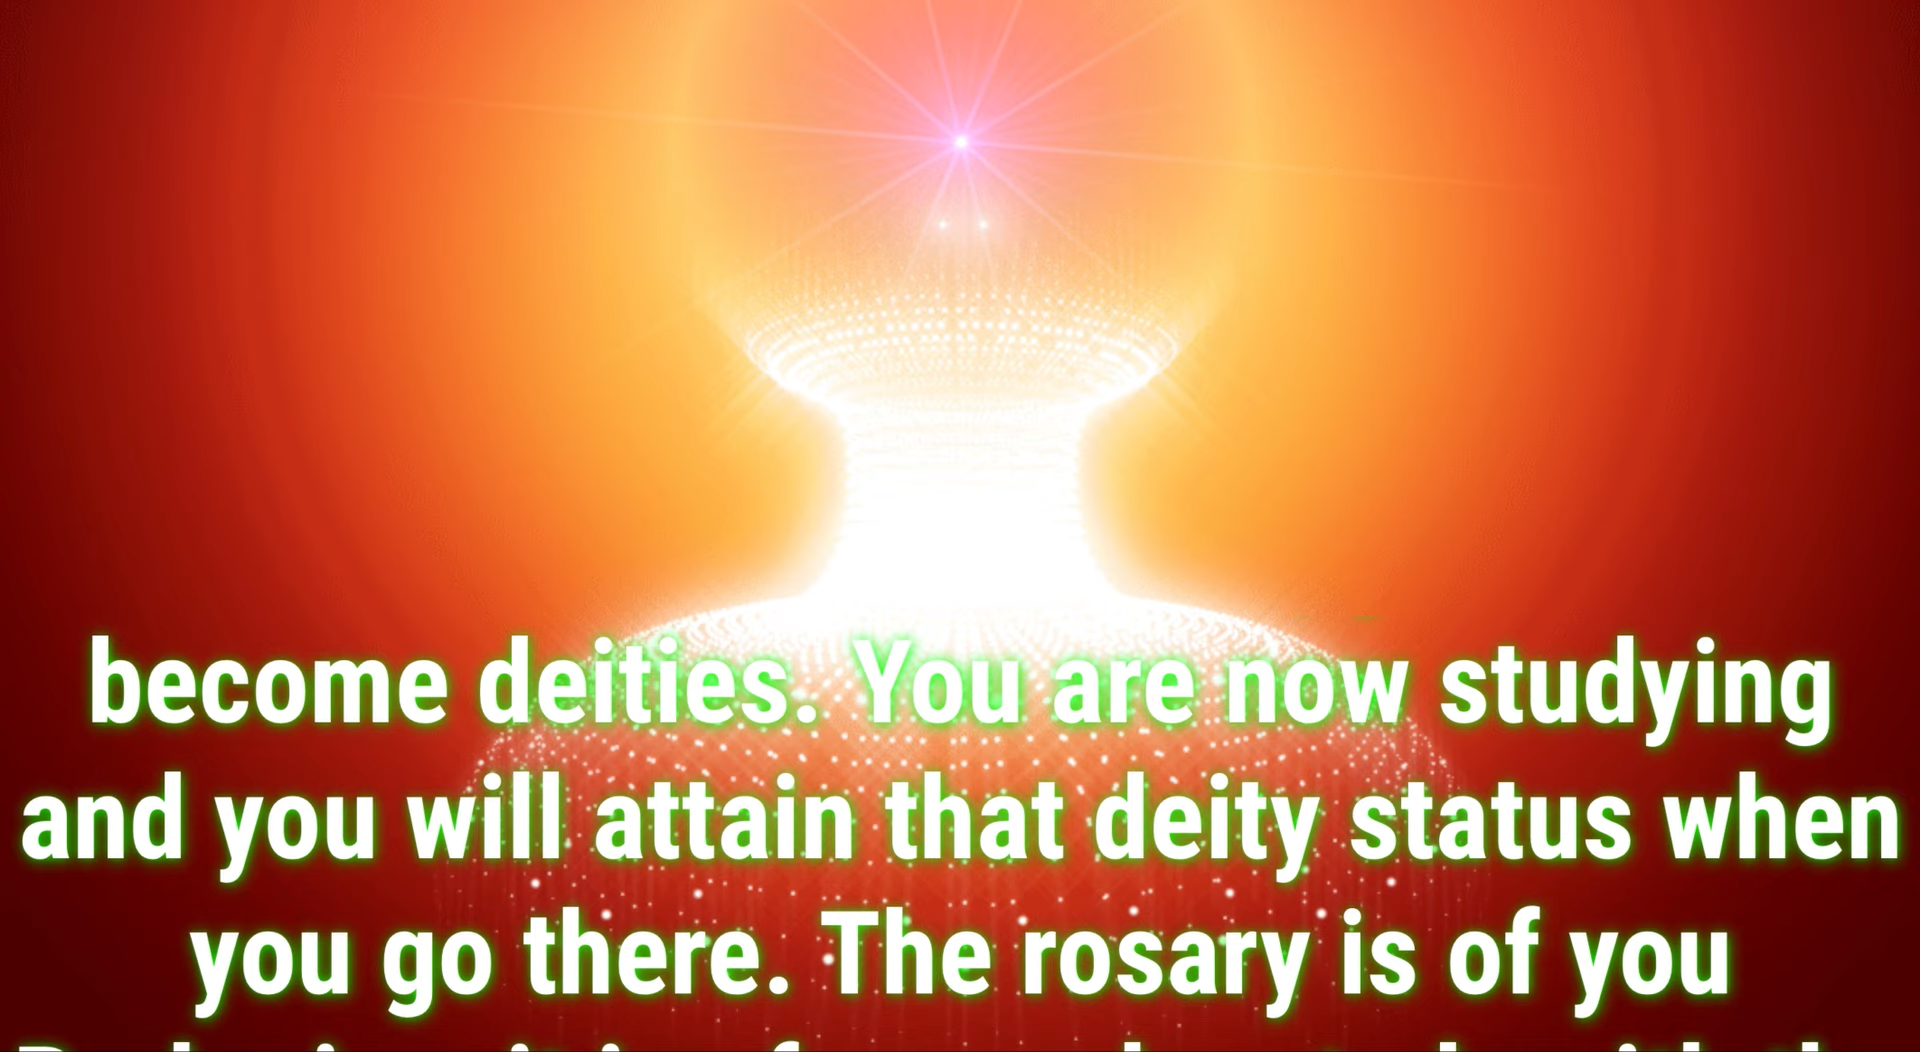 become deities. You are now studying
and you will attain that deity status when
you go there. The rosary is of you